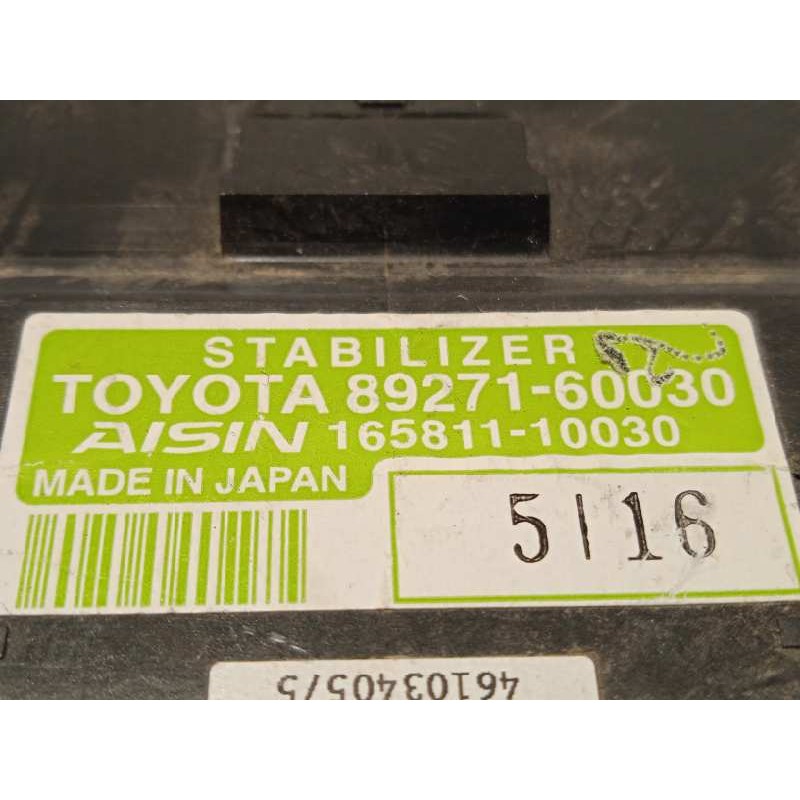 STABILIZER
TOYOTA 89271-60030
AISIN 165811-10030
MADE IN JAPAN
5116
46103405/5